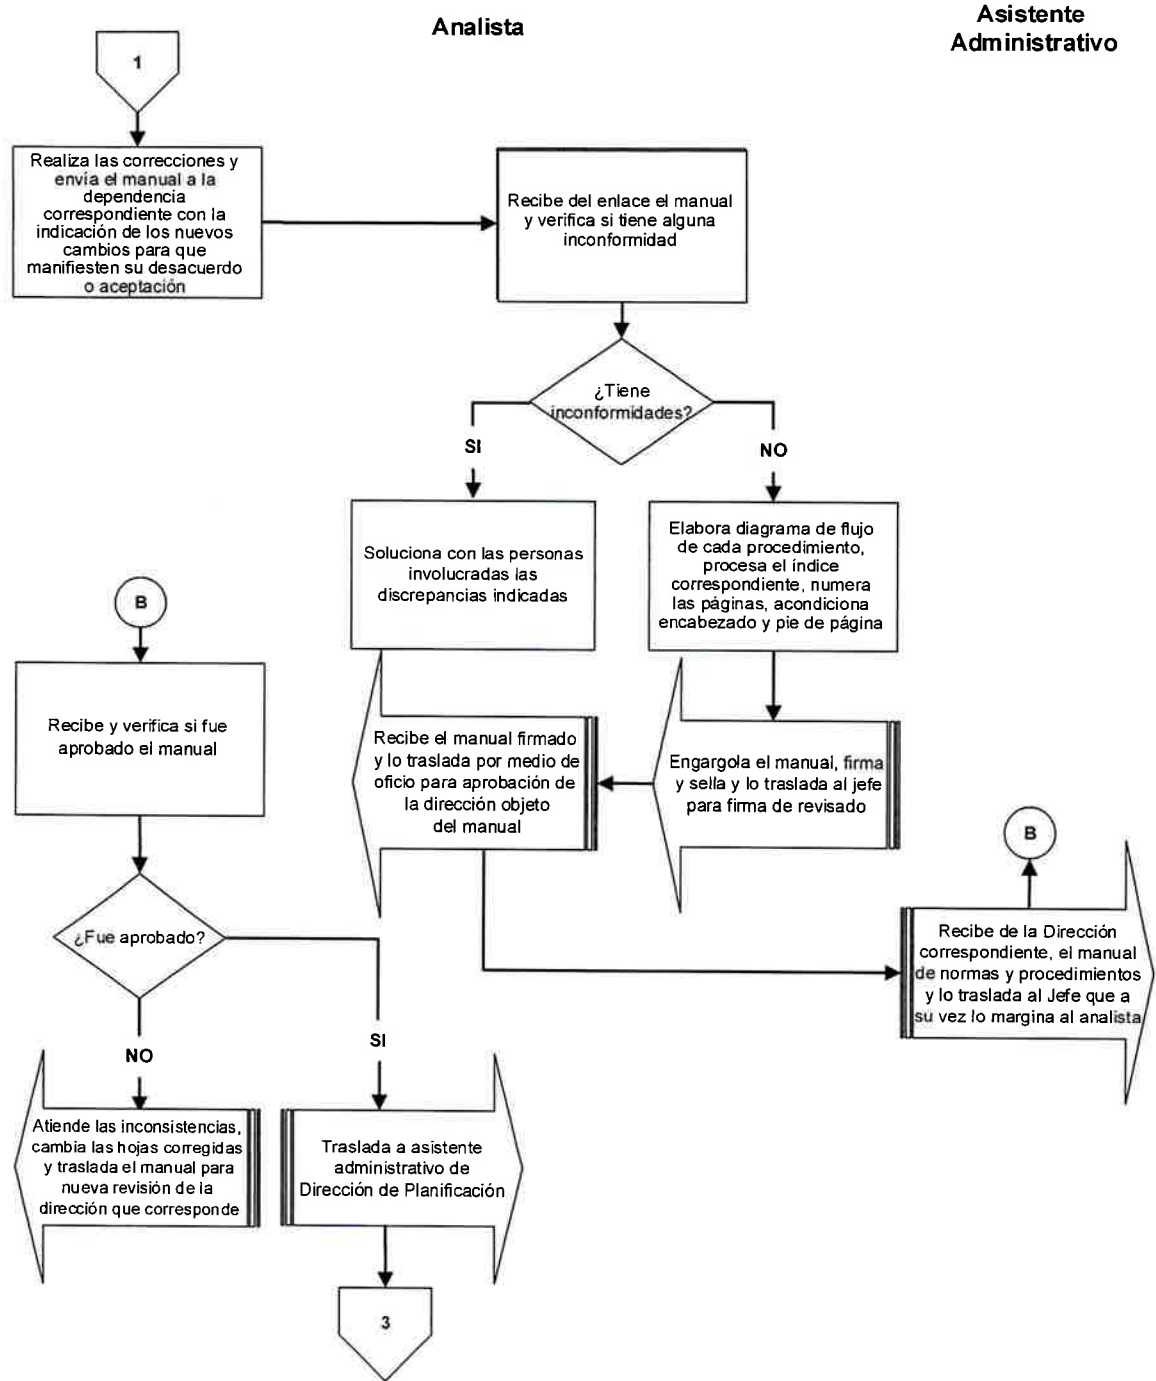 Analista
Asistente
Administrativo
1
Realiza las correcciones y
envía el manual a la
dependencia
correspondiente con la
indicación de los nuevos
cambios para que
manifiesten su desacuerdo
o aceptación
Recibe del enlace el manual
y verifica si tiene alguna
inconformidad
¿Tiene
inconformidades?
SI
NO
Soluciona con las personas
involucradas las
discrepancias indicadas
Elabora diagrama de flujo
de cada procedimiento,
procesa el índice
correspondiente, numera
las páginas, acondiciona
encabezado y pie de página
B
Recibe y verifica si fue
aprobado el manual
Recibe el manual firmado
y lo traslada por medio de
oficio para aprobación de
la dirección objeto
del manual
Engargola el manual, firma
y sella y lo traslada al jefe
para firma de revisado
B
¿Fue aprobado?
Recibe de la Dirección
correspondiente, el manual
de normas y procedimientos
y lo traslada al Jefe que a
su vez lo margina al analista
NO
SI
Atiende las inconsistencias,
cambia las hojas corregidas
y traslada el manual para
nueva revisión de la
dirección que corresponde
Traslada a asistente
administrativo de
Dirección de Planificación
3